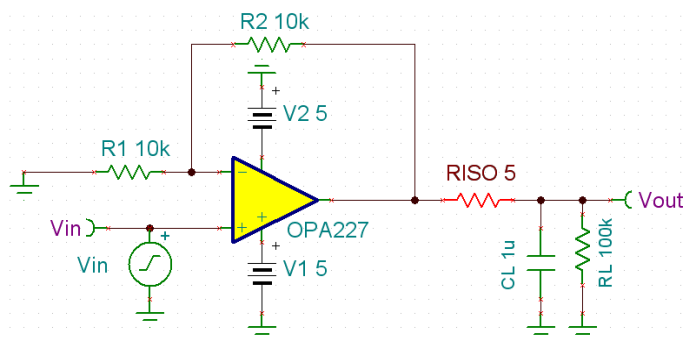 R2 10k
+
V2 5
R1 10k
RISO 5
-
Vin
+
+
OPA227
Vout
Vin
+
+
V1 5
CL 1u
RL 100k